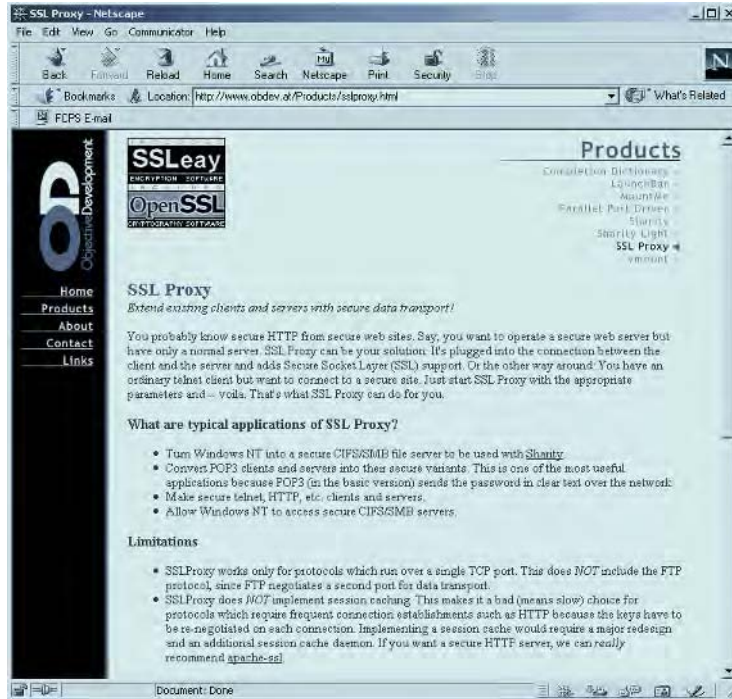 SSL Proxy - Netscape
File Edit View Go Communicator Help
Back Forward Reload Home Search Netscape Print Security Stop
Bookmarks Location: http://www.obdev.at/Products/sslproxy.html What's Related
FCPS E-mail
ObjectiveDevelopment
Home
Products
About
Contact
Links
SSLeay
ENCRYPTION SOFTWARE
OpenSSL
CRYPTOGRAPHY SOFTWARE
Products
Completion Dictionary
LaunchBar
MountMe
Parallel Port Driver
Sharity
Sharity Light
SSL Proxy
vmount
SSL Proxy
Extend existing clients and servers with secure data transport!
You probably know secure HTTP from secure web sites. Say, you want to operate a secure web server but
have only a normal server. SSL Proxy can be your solution. It's plugged into the connection between the
client and the server and adds Secure Socket Layer (SSL) support. Or the other way around: You have an
ordinary telnet client but want to connect to a secure site. Just start SSL Proxy with the appropriate
parameters and -- voila. That's what SSL Proxy can do for you.
What are typical applications of SSL Proxy?
• Turn Windows NT into a secure CIFS/SMB file server to be used with Sharity.
• Convert POP3 clients and servers into their secure variants. This is one of the most useful
applications because POP3 (in the basic version) sends the password in clear text over the network.
• Make secure telnet, HTTP, etc. clients and servers.
• Allow Windows NT to access secure CIFS/SMB servers.
Limitations
• SSLProxy works only for protocols which run over a single TCP port. This does NOT include the FTP
protocol, since FTP negotiates a second port for data transport.
• SSLProxy does NOT implement session caching. This makes it a bad (means slow) choice for
protocols which require frequent connection establishments such as HTTP because the keys have to
be re-negotiated on each connection. Implementing a session cache would require a major redesign
and an additional session cache daemon. If you want a secure HTTP server, we can really
recommend apache-ssl.
Document: Done